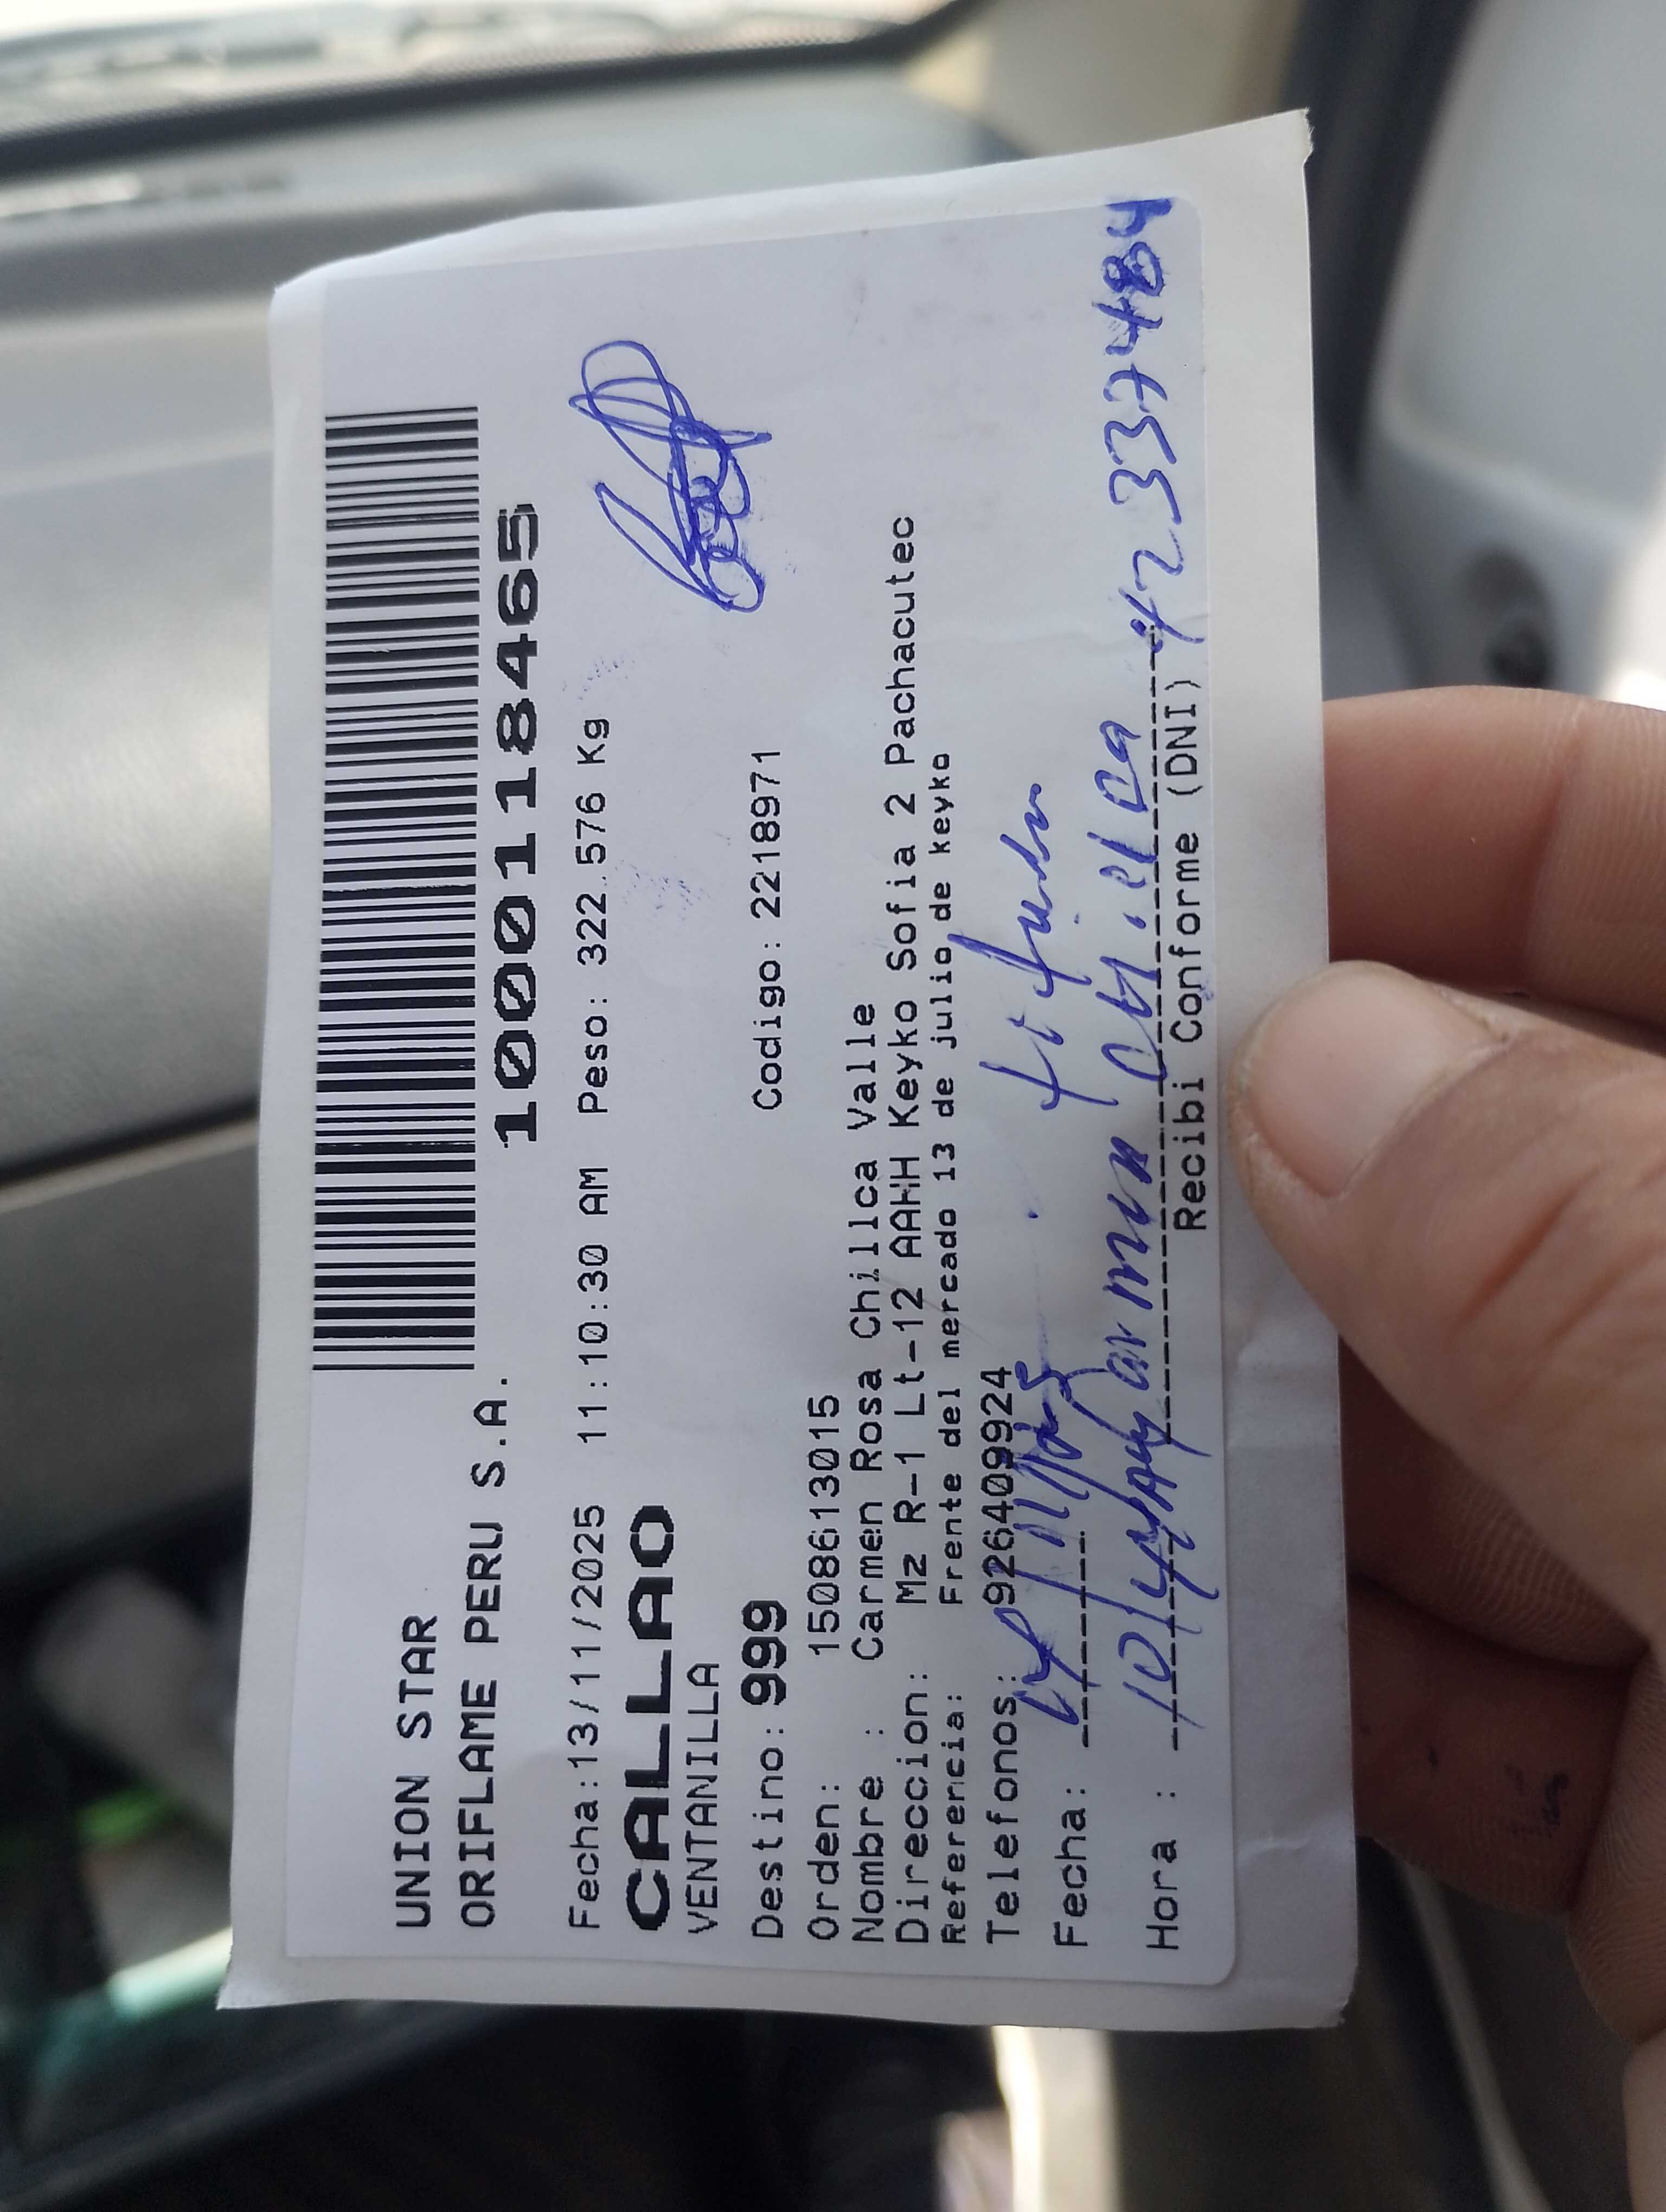 UNION STAR
ORIFLAME PERU S.A.
1000118465
Fecha:13/11/2025 11:10:30 AM Peso: 322.576 Kg
CALLAO
VENTANILLA
Destino: 999 Codigo: 2218971
Orden: 1508613015
Nombre : Carmen Rosa Chillca Valle
Direccion: Mz R-1 Lt-12 AAHH Keyko Sofia 2 Pachacutec
Referencia: Frente del mercado 13 de julio de keyko
Telefonos: 926409924
Fecha:
Hora : 42337484
Recibi Conforme (DNI)